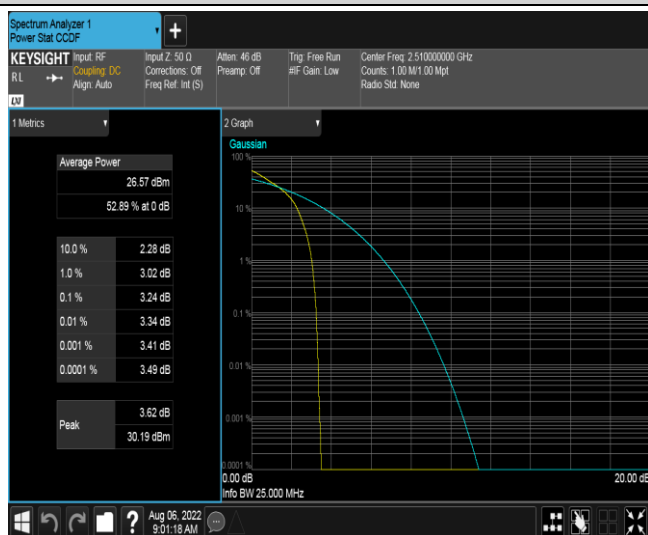 Spectrum Analyzer 1
Power Stat CCDF
+
KEYSIGHT
RL
LXI
Input: RF
Coupling: DC
Align: Auto
Input Z: 50 Ω
Corrections: Off
Freq Ref: Int (S)
Atten: 46 dB
Preamp: Off
Trig: Free Run
#IF Gain: Low
Center Freq: 2.510000000 GHz
Counts: 1.00 M/1.00 Mpt
Radio Std: None
1 Metrics
Average Power
26.57 dBm
52.89 % at 0 dB
10.0 % 2.28 dB
1.0 % 3.02 dB
0.1 % 3.24 dB
0.01 % 3.34 dB
0.001 % 3.41 dB
0.0001 % 3.49 dB
Peak
3.62 dB
30.19 dBm
2 Graph
Gaussian
100 %
10 %
1 %
0.1 %
0.01 %
0.001 %
0.0001 %
0.00 dB 20.00 dB
Info BW 25.000 MHz
?
Aug 06, 2022
9:01:18 AM